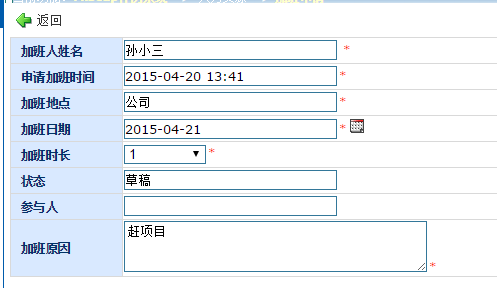 返回
加班人姓名 孙小三 *
申请加班时间 2015-04-20 13:41 *
加班地点 公司 *
加班日期 2015-04-21 *
加班时长 1 *
状态 草稿
参与人
加班原因 赶项目 *